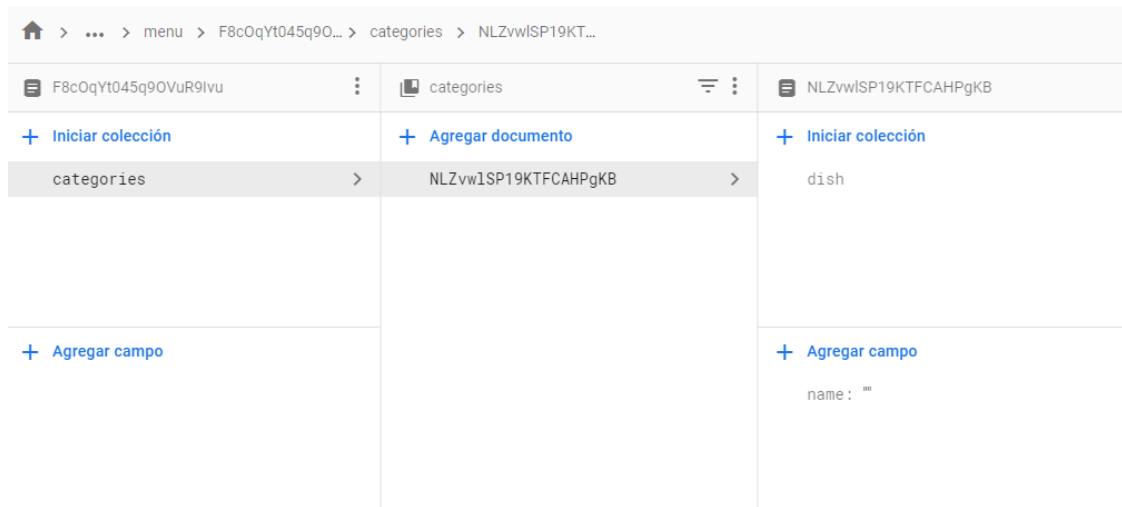 ... > menu > F8cOqYt045q9O... > categories > NLZvwlSP19KT...
F8cOqYt045q9OVuR9Ivu
categories
NLZvwlSP19KTFCAHPgKB
+ Iniciar colección
+ Agregar documento
+ Iniciar colección
categories
NLZvwlSP19KTFCAHPgKB
dish
+ Agregar campo
+ Agregar campo
name: ""